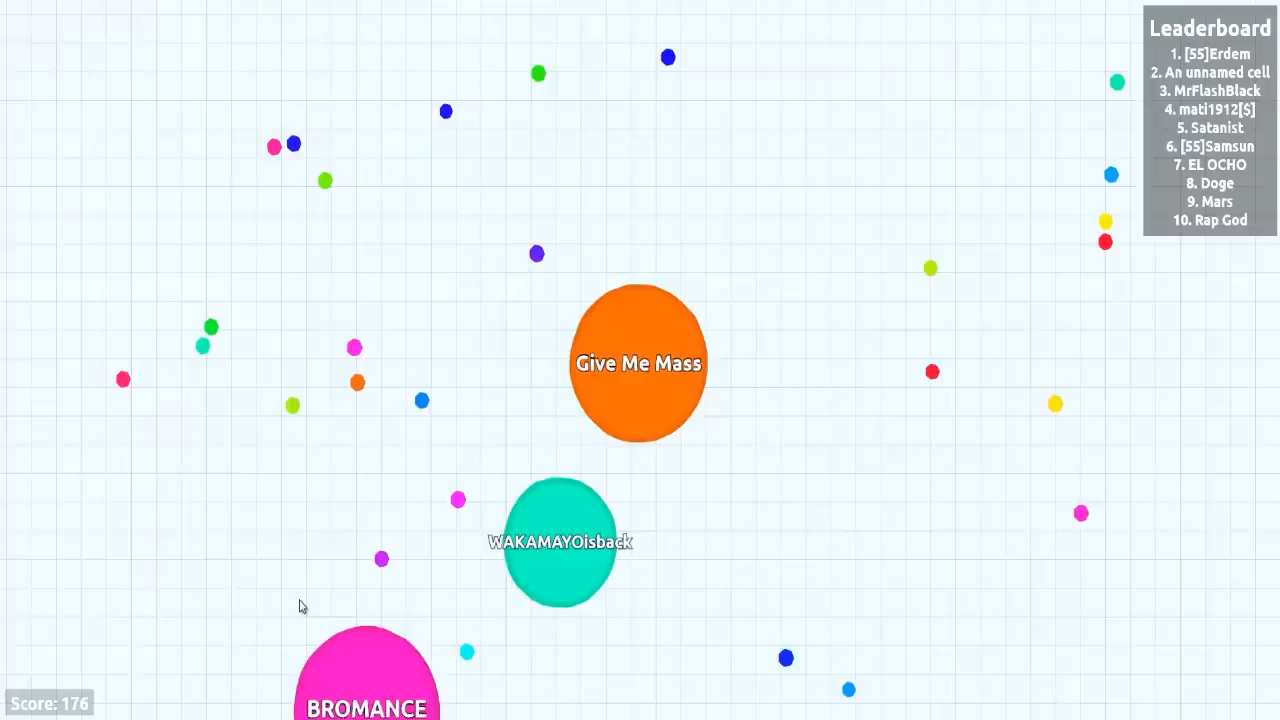 Leaderboard
1. [55]Erdem
2. An unnamed cell
3. MrFlashBlack
4. mati1912[$]
5. Satanist
6. [55]Samsun
7. EL OCHO
8. Doge
9. Mars
10. Rap God
Give Me Mass
WAKAMAYOisback
BROMANCE
Score: 176